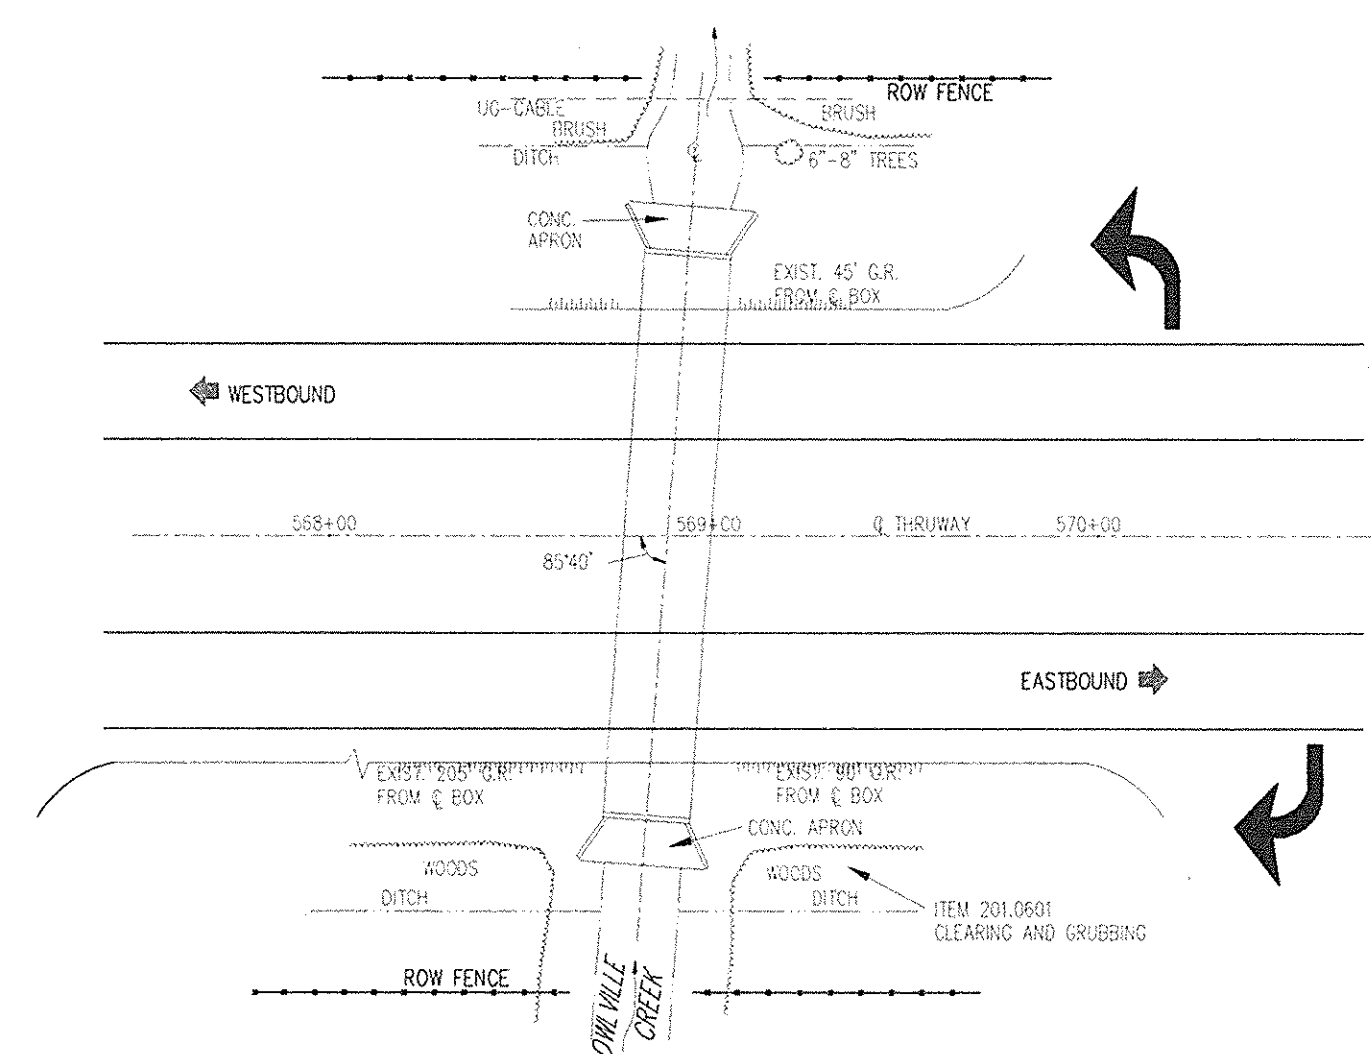 ROW FENCE
UG-CABLE
BRUSH
BRUSH
DITCH
6"-8" TREES
CONC.
APRON
EXIST. 45' G.R.
FROM ℄ BOX
WESTBOUND
568+00
569+00
℄ THRUWAY
570+00
85°40'
EASTBOUND
EXIST. 205' G.R.
FROM ℄ BOX
EXIST. 90' G.R.
FROM ℄ BOX
CONC. APRON
WOODS
WOODS
DITCH
DITCH
ITEM 201.0601
CLEARING AND GRUBBING
ROW FENCE
CREEK